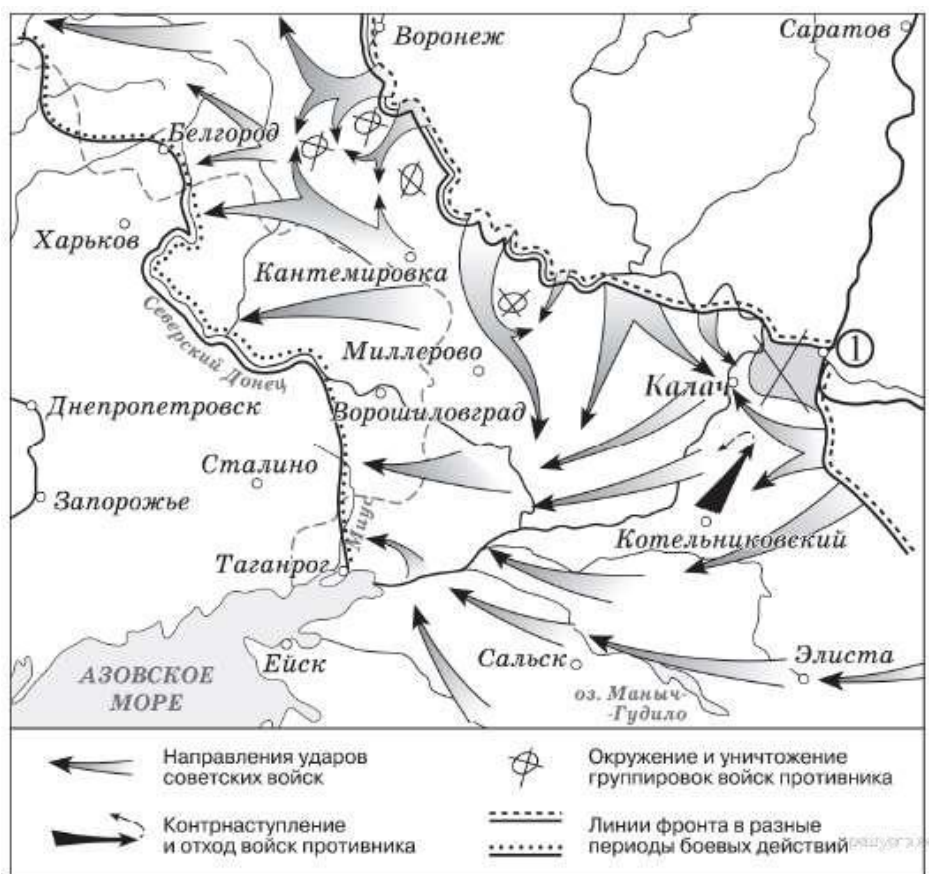 Воронеж
Саратов
Белгород
Харьков
Кантемировка
Северский Донец
Миллерово
①
Калач
Днепропетровск
Ворошиловград
Сталино
Запорожье
Миус
Котельниковский
Таганрог
АЗОВСКОЕ
МОРЕ
Ейск
Сальск
Элиста
оз. Маныч-
-Гудило
Направления ударов
советских войск
Окружение и уничтожение
группировок войск противника
Контрнаступление
и отход войск противника
Линии фронта в разные
периоды боевых действий